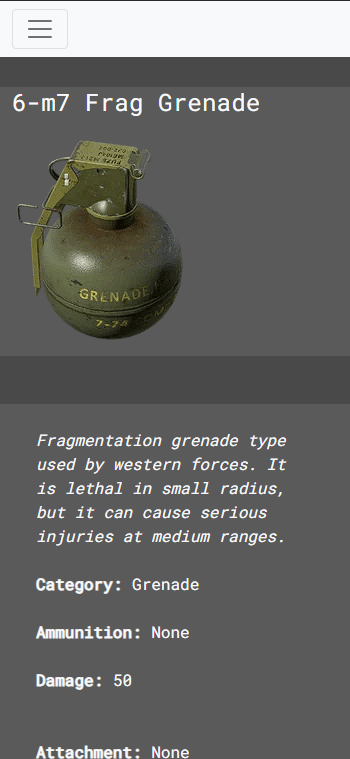 6-m7 Frag Grenade
GRENADE
7-74
Fragmentation grenade type
used by western forces. It
is lethal in small radius,
but it can cause serious
injuries at medium ranges.
Category: Grenade
Ammunition: None
Damage: 50
Attachment: None